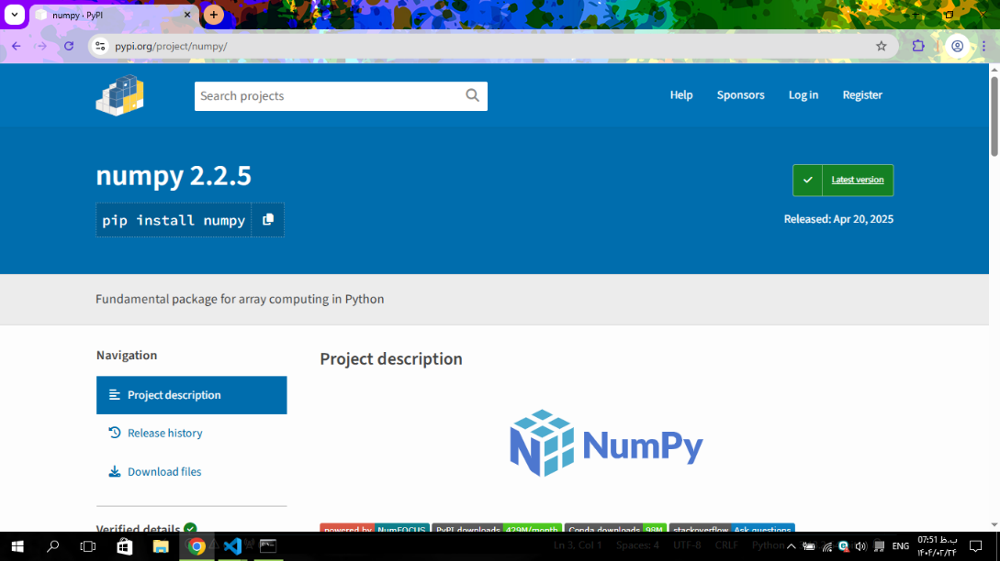 numpy · PyPI
pypi.org/project/numpy/
Search projects
Help Sponsors Log in Register
numpy 2.2.5
Latest version
pip install numpy
Released: Apr 20, 2025
Fundamental package for array computing in Python
Navigation
Project description
Project description
Release history
NumPy
Download files
Verified details
powered by NumFOCUS PyPI downloads 429M/month Conda downloads 98M stackoverflow Ask questions
Ln 3, Col 1 Spaces: 4 UTF-8 CRLF Python
ENG
07:51 ب.ظ
۱۴۰۴/۰۲/۲۴